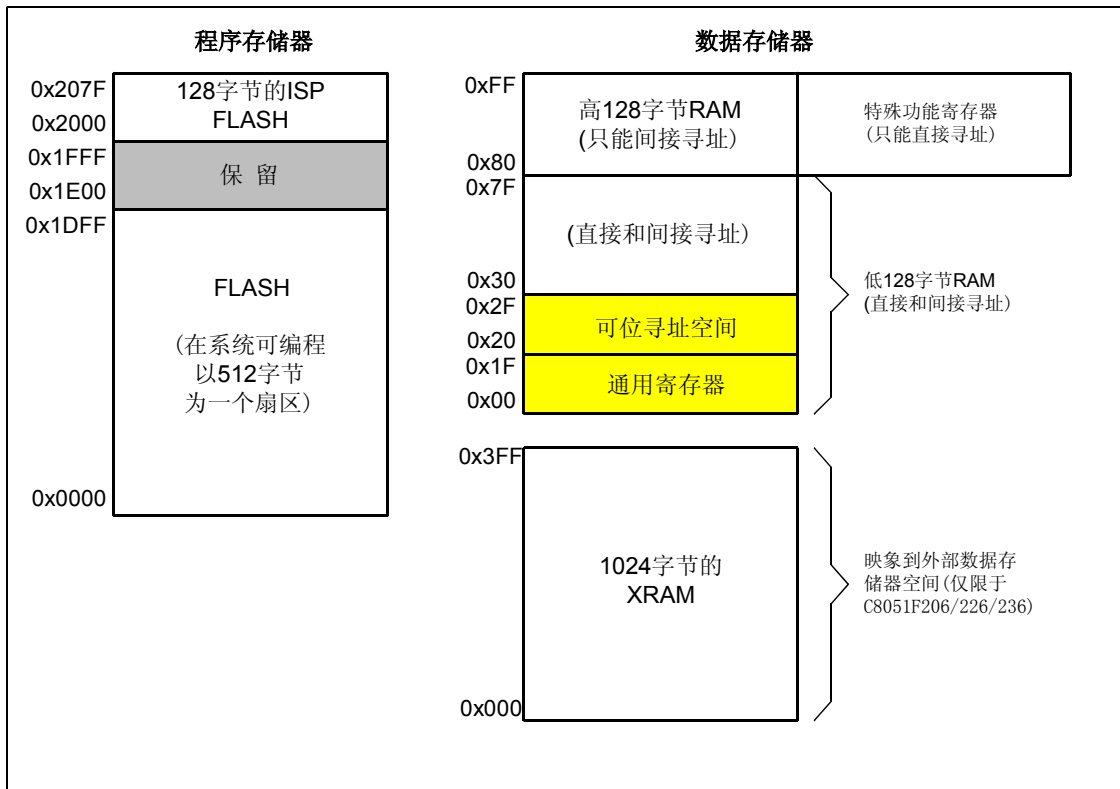 程序存储器
0x207F
128字节的ISP
FLASH
0x2000
0x1FFF
保 留
0x1E00
0x1DFF
FLASH
(在系统可编程
以512字节
为一个扇区)
0x0000
数据存储器
0xFF
高128字节RAM
(只能间接寻址)
0x80
特殊功能寄存器
(只能直接寻址)
0x7F
(直接和间接寻址)
0x30
0x2F
可位寻址空间
0x20
0x1F
通用寄存器
0x00
低128字节RAM
(直接和间接寻址)
0x3FF
1024字节的
XRAM
0x000
映象到外部数据存
储器空间(仅限于
C8051F206/226/236)